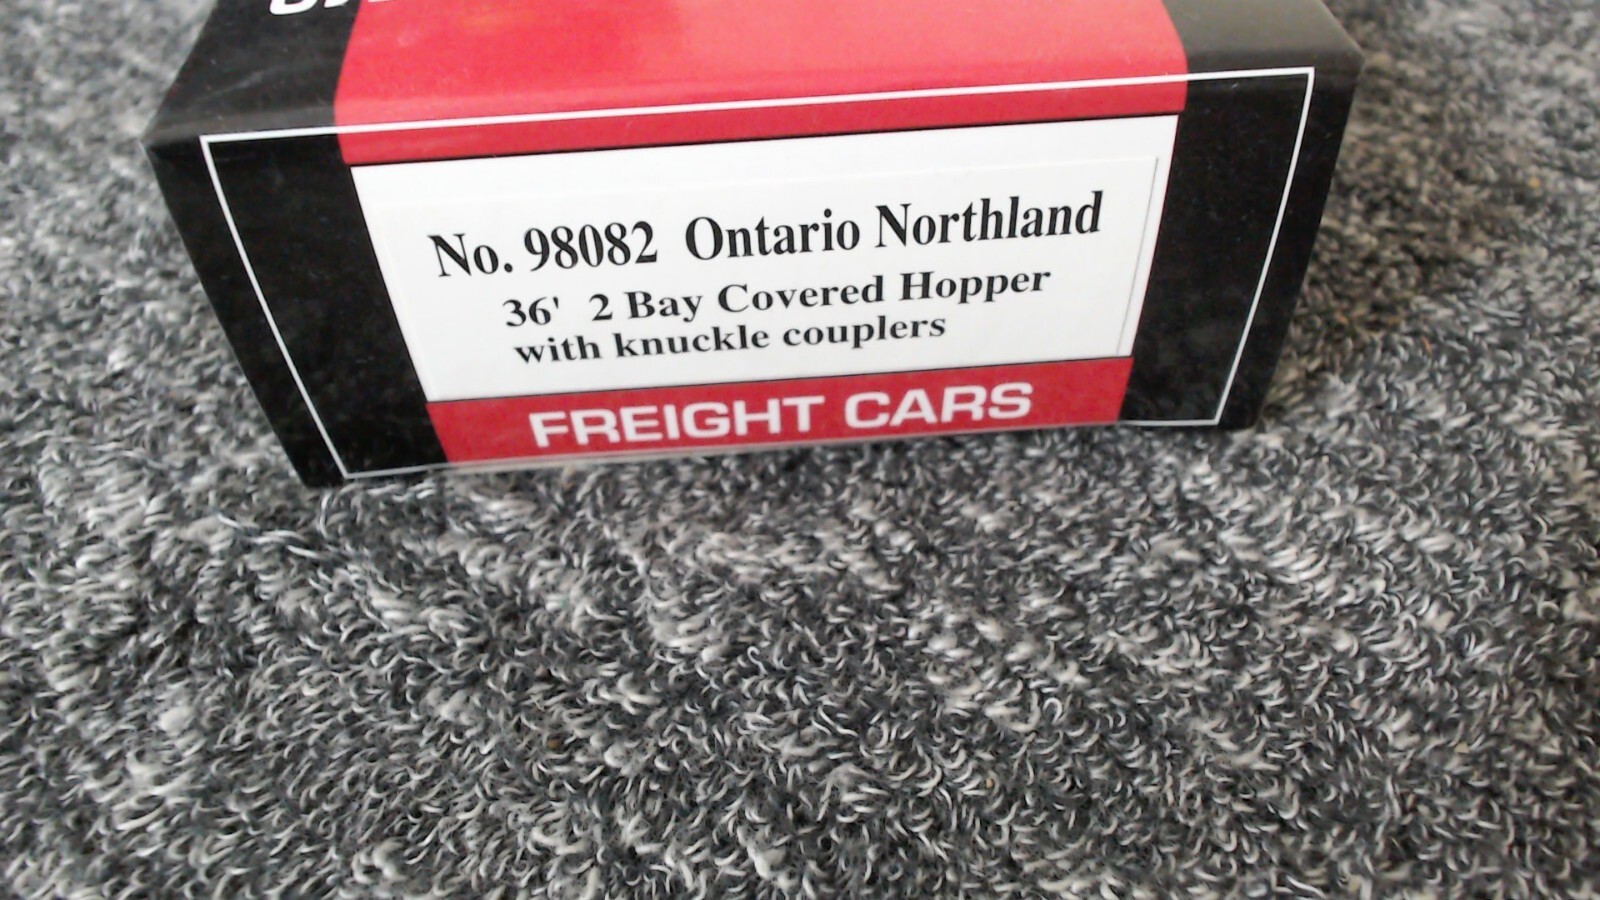 No. 98082 Ontario Northland
36' 2 Bay Covered Hopper
with knuckle couplers
FREIGHT CARS